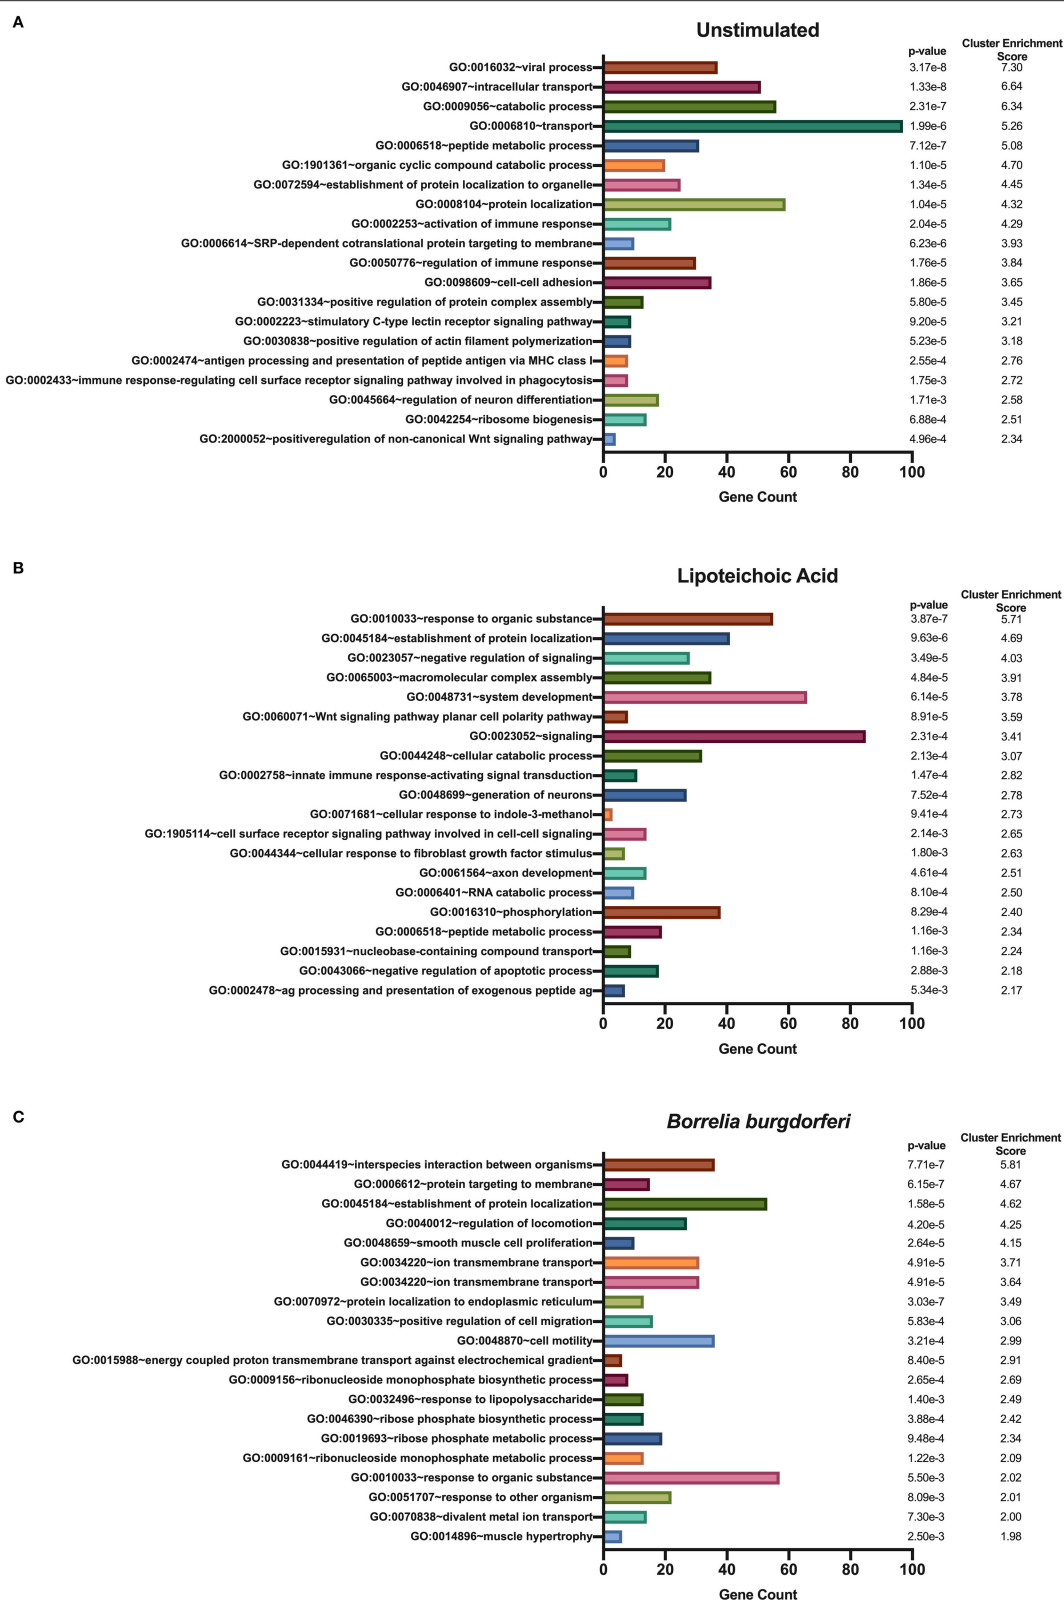 A
Unstimulated
p-value
Cluster Enrichment
Score
GO:0016032~viral process 3.17e-8 7.30
GO:0046907~intracellular transport 1.33e-8 6.64
GO:0009056~catabolic process 2.31e-7 6.34
GO:0006810~transport 1.99e-6 5.26
GO:0006518~peptide metabolic process 7.12e-7 5.08
GO:1901361~organic cyclic compound catabolic process 1.10e-5 4.70
GO:0072594~establishment of protein localization to organelle 1.34e-5 4.45
GO:0008104~protein localization 1.04e-5 4.32
GO:0002253~activation of immune response 2.04e-5 4.29
GO:0006614~SRP-dependent cotranslational protein targeting to membrane 6.23e-6 3.93
GO:0050776~regulation of immune response 1.76e-5 3.84
GO:0098609~cell-cell adhesion 1.86e-5 3.65
GO:0031334~positive regulation of protein complex assembly 5.80e-5 3.45
GO:0002223~stimulatory C-type lectin receptor signaling pathway 9.20e-5 3.21
GO:0030838~positive regulation of actin filament polymerization 5.23e-5 3.18
GO:0002474~antigen processing and presentation of peptide antigen via MHC class I 2.55e-4 2.76
GO:0002433~immune response-regulating cell surface receptor signaling pathway involved in phagocytosis 1.75e-3 2.72
GO:0045664~regulation of neuron differentiation 1.71e-3 2.58
GO:0042254~ribosome biogenesis 6.88e-4 2.51
GO:2000052~positiveregulation of non-canonical Wnt signaling pathway 4.96e-4 2.34
0 20 40 60 80 100
Gene Count
B
Lipoteichoic Acid
p-value
Cluster Enrichment
Score
GO:0010033~response to organic substance 3.87e-7 5.71
GO:0045184~establishment of protein localization 9.63e-6 4.69
GO:0023057~negative regulation of signaling 3.49e-5 4.03
GO:0065003~macromolecular complex assembly 4.84e-5 3.91
GO:0048731~system development 6.14e-5 3.78
GO:0060071~Wnt signaling pathway planar cell polarity pathway 8.91e-5 3.59
GO:0023052~signaling 2.31e-4 3.41
GO:0044248~cellular catabolic process 2.13e-4 3.07
GO:0002758~innate immune response-activating signal transduction 1.47e-4 2.82
GO:0048699~generation of neurons 7.52e-4 2.78
GO:0071681~cellular response to indole-3-methanol 9.41e-4 2.73
GO:1905114~cell surface receptor signaling pathway involved in cell-cell signaling 2.14e-3 2.65
GO:0044344~cellular response to fibroblast growth factor stimulus 1.80e-3 2.63
GO:0061564~axon development 4.61e-4 2.51
GO:0006401~RNA catabolic process 8.10e-4 2.50
GO:0016310~phosphorylation 8.29e-4 2.40
GO:0006518~peptide metabolic process 1.16e-3 2.34
GO:0015931~nucleobase-containing compound transport 1.16e-3 2.24
GO:0043066~negative regulation of apoptotic process 2.88e-3 2.18
GO:0002478~ag processing and presentation of exogenous peptide ag 5.34e-3 2.17
0 20 40 60 80 100
Gene Count
C
Borrelia burgdorferi
p-value
Cluster Enrichment
Score
GO:0044419~interspecies interaction between organisms 7.71e-7 5.81
GO:0006612~protein targeting to membrane 6.15e-7 4.67
GO:0045184~establishment of protein localization 1.58e-5 4.62
GO:0040012~regulation of locomotion 4.20e-5 4.25
GO:0048659~smooth muscle cell proliferation 2.64e-5 4.15
GO:0034220~ion transmembrane transport 4.91e-5 3.71
GO:0034220~ion transmembrane transport 4.91e-5 3.64
GO:0070972~protein localization to endoplasmic reticulum 3.03e-7 3.49
GO:0030335~positive regulation of cell migration 5.83e-4 3.06
GO:0048870~cell motility 3.21e-4 2.99
GO:0015988~energy coupled proton transmembrane transport against electrochemical gradient 8.40e-5 2.91
GO:0009156~ribonucleoside monophosphate biosynthetic process 2.65e-4 2.69
GO:0032496~response to lipopolysaccharide 1.40e-3 2.49
GO:0046390~ribose phosphate biosynthetic process 3.88e-4 2.42
GO:0019693~ribose phosphate metabolic process 9.48e-4 2.34
GO:0009161~ribonucleoside monophosphate metabolic process 1.22e-3 2.09
GO:0010033~response to organic substance 5.50e-3 2.02
GO:0051707~response to other organism 8.09e-3 2.01
GO:0070838~divalent metal ion transport 7.30e-3 2.00
GO:0014896~muscle hypertrophy 2.50e-3 1.98
0 20 40 60 80 100
Gene Count